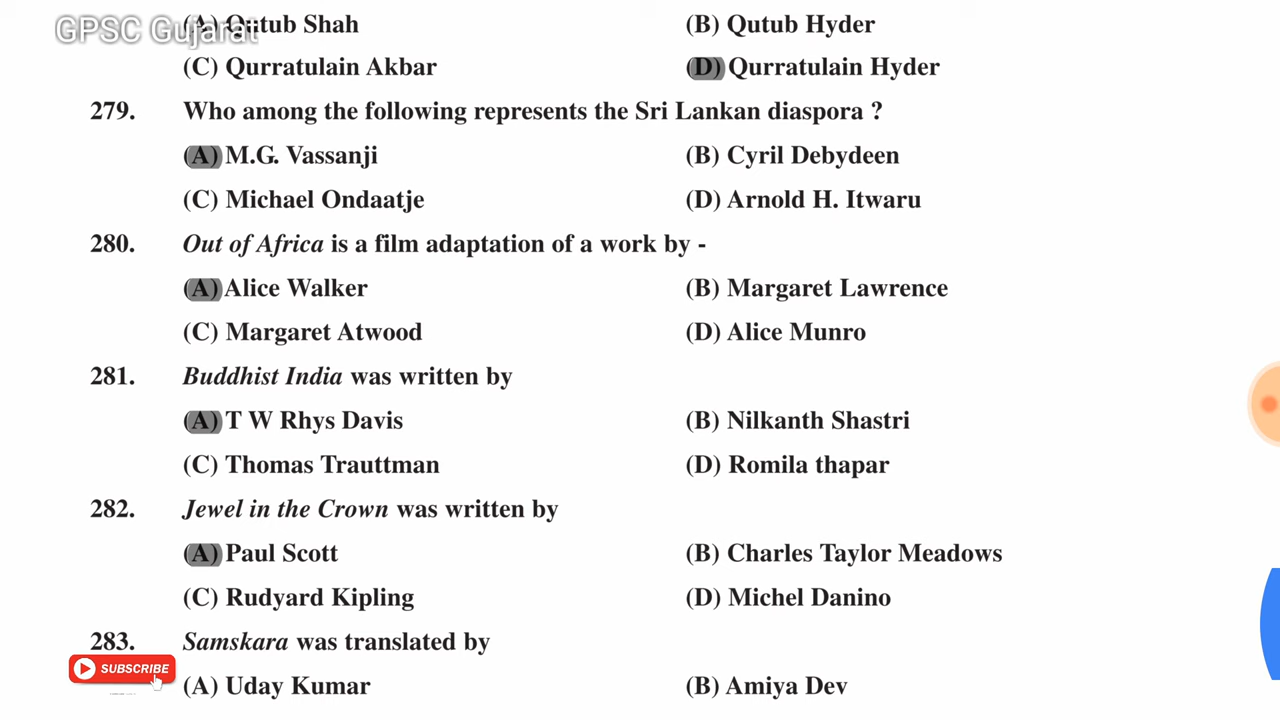 GPSC Gujarat
(A) Qutub Shah (B) Qutub Hyder
(C) Qurratulain Akbar (D) Qurratulain Hyder
279. Who among the following represents the Sri Lankan diaspora ?
(A) M.G. Vassanji (B) Cyril Debydeen
(C) Michael Ondaatje (D) Arnold H. Itwaru
280. Out of Africa is a film adaptation of a work by -
(A) Alice Walker (B) Margaret Lawrence
(C) Margaret Atwood (D) Alice Munro
281. Buddhist India was written by
(A) T W Rhys Davis (B) Nilkanth Shastri
(C) Thomas Trauttman (D) Romila thapar
282. Jewel in the Crown was written by
(A) Paul Scott (B) Charles Taylor Meadows
(C) Rudyard Kipling (D) Michel Danino
283. Samskara was translated by
SUBSCRIBE
(A) Uday Kumar (B) Amiya Dev